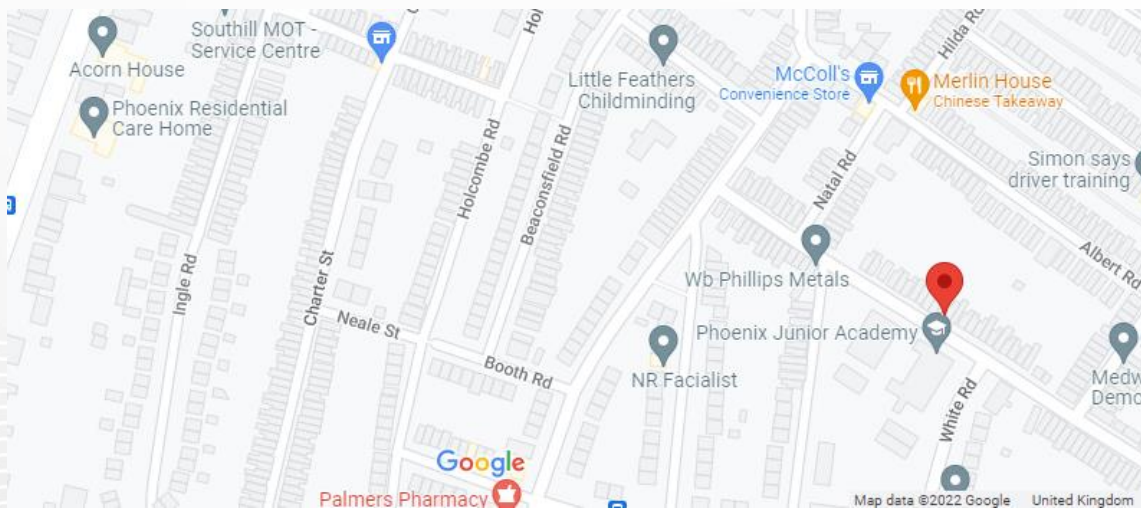 Southill MOT -
Service Centre
Acorn House
Phoenix Residential
Care Home
Little Feathers
Childminding
McColl's
Convenience Store
Merlin House
Chinese Takeaway
Hilda Rd
Simon says
driver training
Holcombe Rd
Beaconsfield Rd
Natal Rd
Wb Phillips Metals
Albert Rd
Ingle Rd
Charter St
Neale St
Booth Rd
NR Facialist
Phoenix Junior Academy
White Rd
Google
Palmers Pharmacy
Map data ©2022 Google United Kingdom